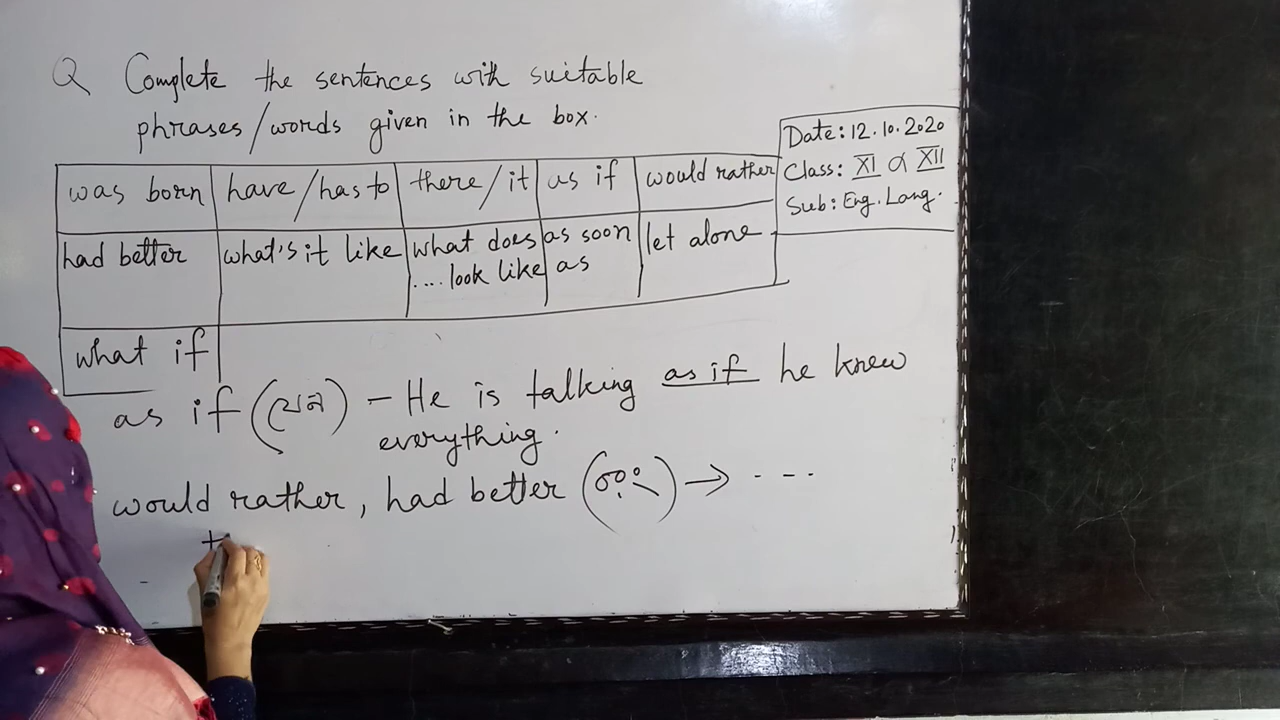 Q Complete the sentences with suitable
phrases/words given in the box.
Date: 12.10.2020
Class: XI & XII
Sub: Eng. Lang.
was born have/has to there/it as if would rather
had better what's it like what does ....look like as soon as let alone
what if
as if (যেন) – He is talking as if he knew
everything.
would rather, had better (বরং) → ...